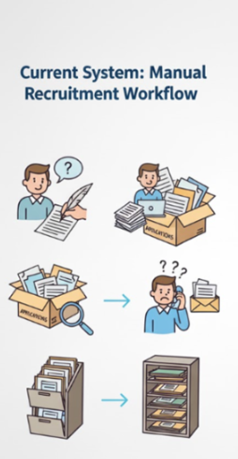 Current System: Manual
Recruitment Workflow
?
APPLICATIONS
APPLICATIONS
? ? ?